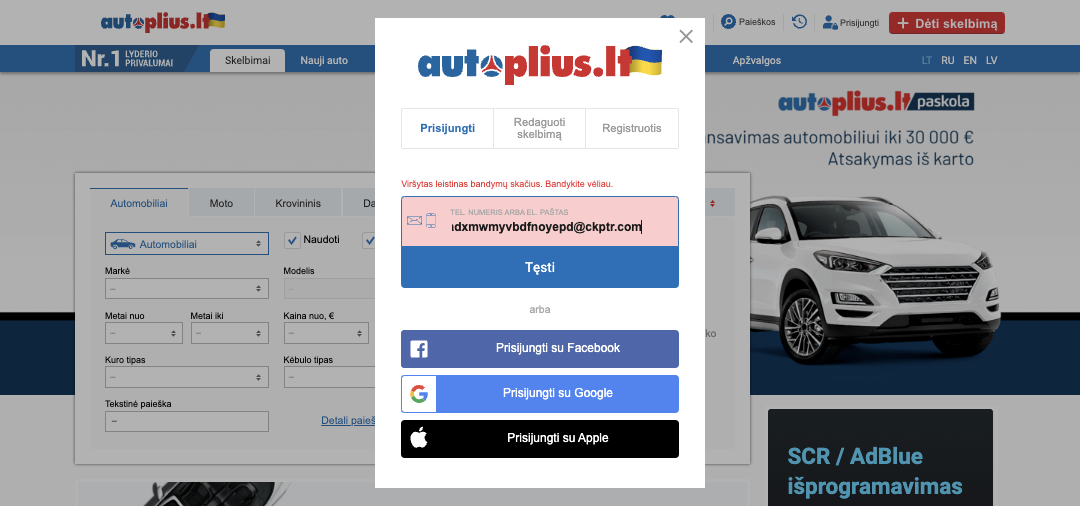 autoplius.lt
Paieškos
Prisijungti
+ Dėti skelbimą
Nr.1 LYDERIO
PRIVALUMAI
Skelbimai
Nauji auto
Apžvalgos
LT RU EN LV
autoplius.lt
Prisijungti
Redaguoti
skelbimą
Registruotis
Viršytas leistinas bandymų skaičius. Bandykite vėliau.
TEL. NUMERIS ARBA EL. PAŠTAS
dxmwmyvbdfnoyepd@ckptr.com
Tęsti
arba
Prisijungti su Facebook
Prisijungti su Google
Prisijungti su Apple
autoplius.lt paskola
nsavimas automobiliui iki 30 000 €
Atsakymas iš karto
Automobiliai
Moto
Krovininis
Da
Automobiliai
Naudoti
Markė
Modelis
–
–
Metai nuo
Metai iki
Kaina nuo, €
–
–
–
ko
Kuro tipas
Kėbulo tipas
–
–
Tekstinė paieška
–
Detali paieš
SCR / AdBlue
išprogramavimas